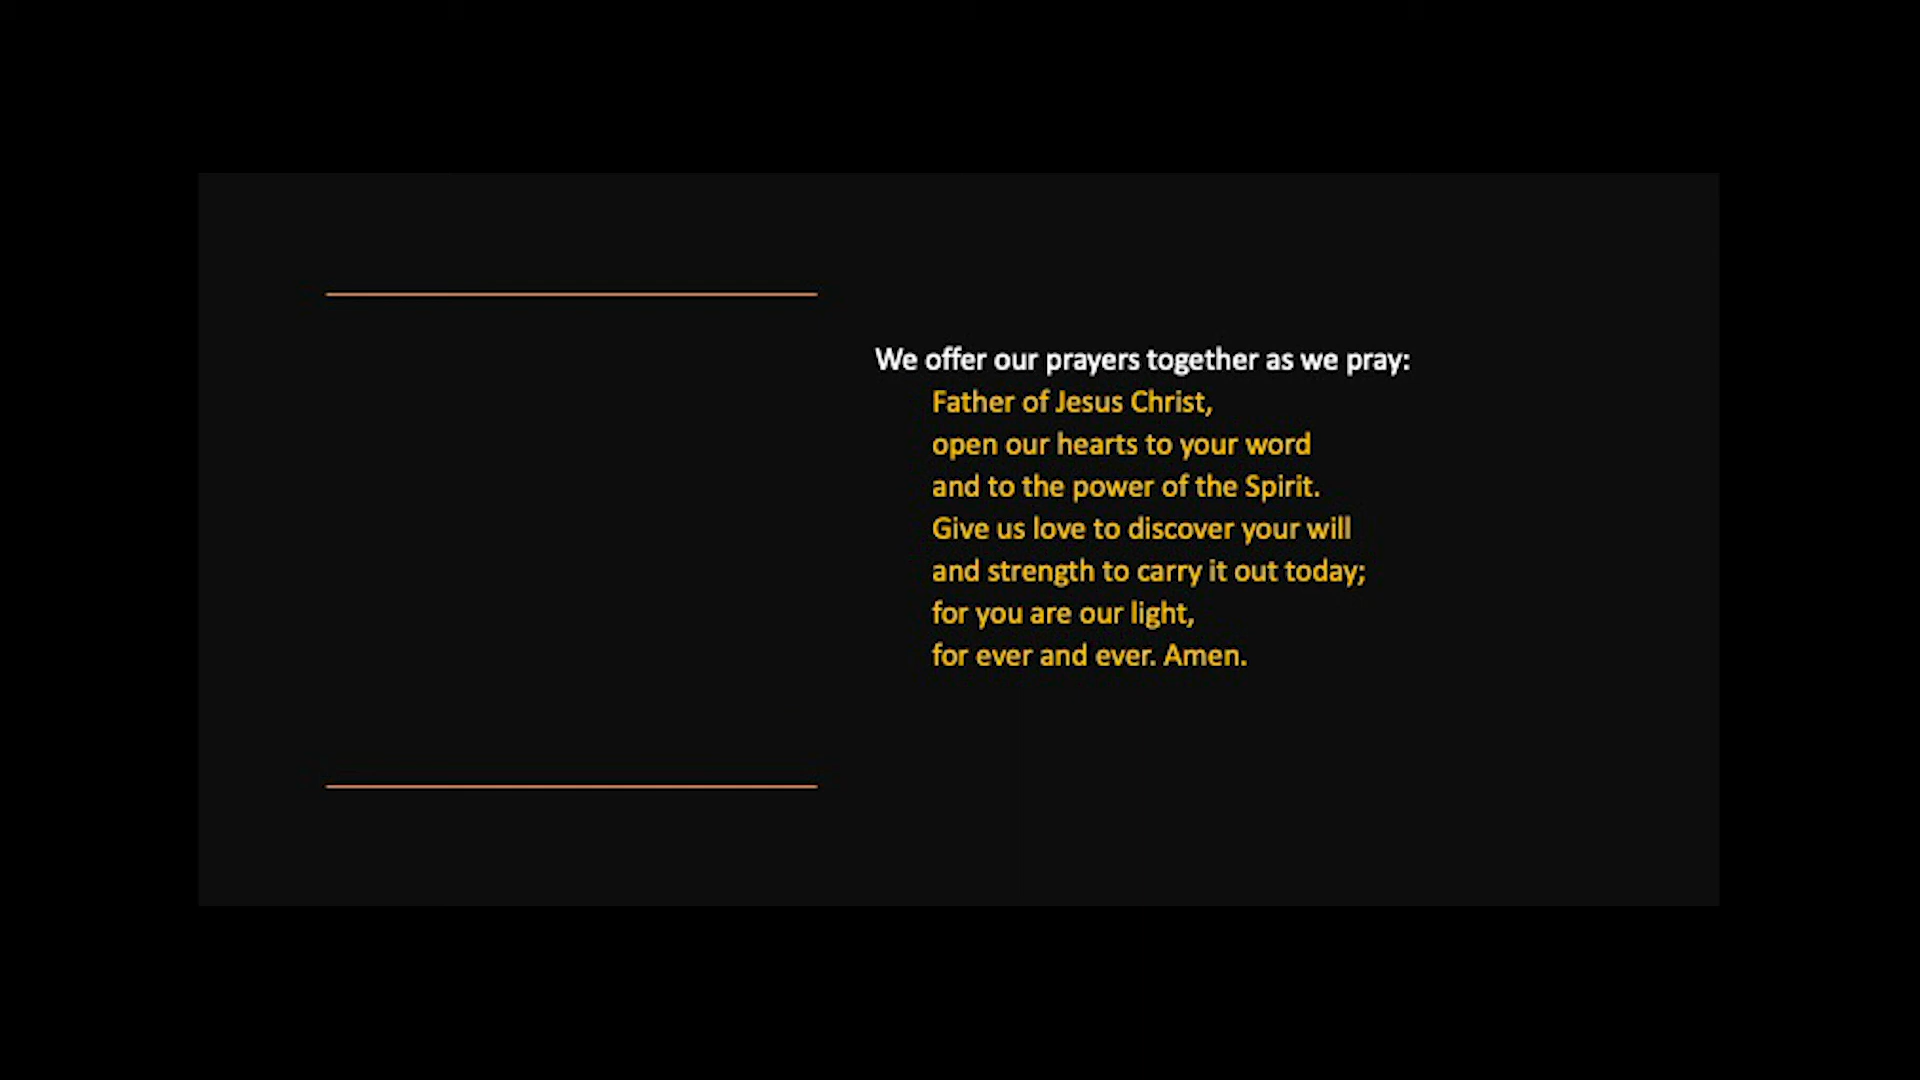 We offer our prayers together as we pray:
Father of Jesus Christ,
open our hearts to your word
and to the power of the Spirit.
Give us love to discover your will
and strength to carry it out today;
for you are our light,
for ever and ever. Amen.